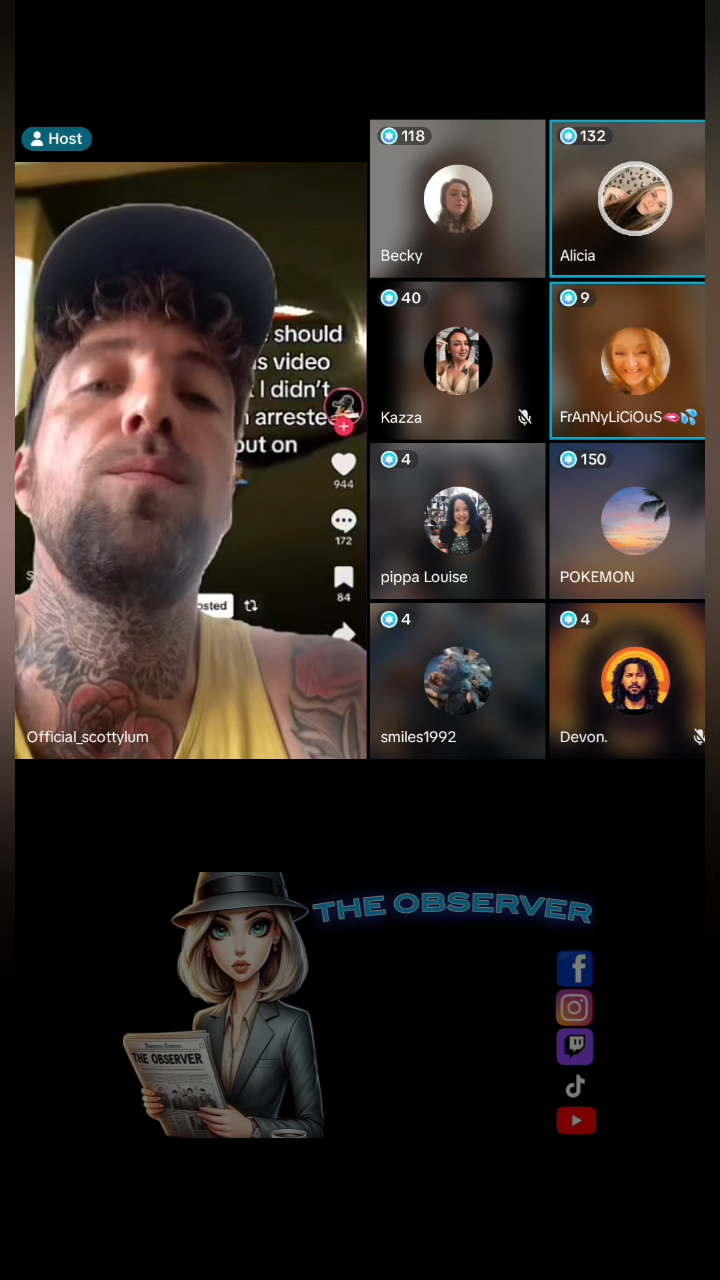 Host
should
is video
I didn't
arreste
out on
944
172
84
osted
Official_scottylum
118
Becky
132
Alicia
40
Kazza
9
FrAnNyLiCiOuS🫦💦
4
pippa Louise
150
POKEMON
4
smiles1992
4
Devon.
THE OBSERVER
THE OBSERVER